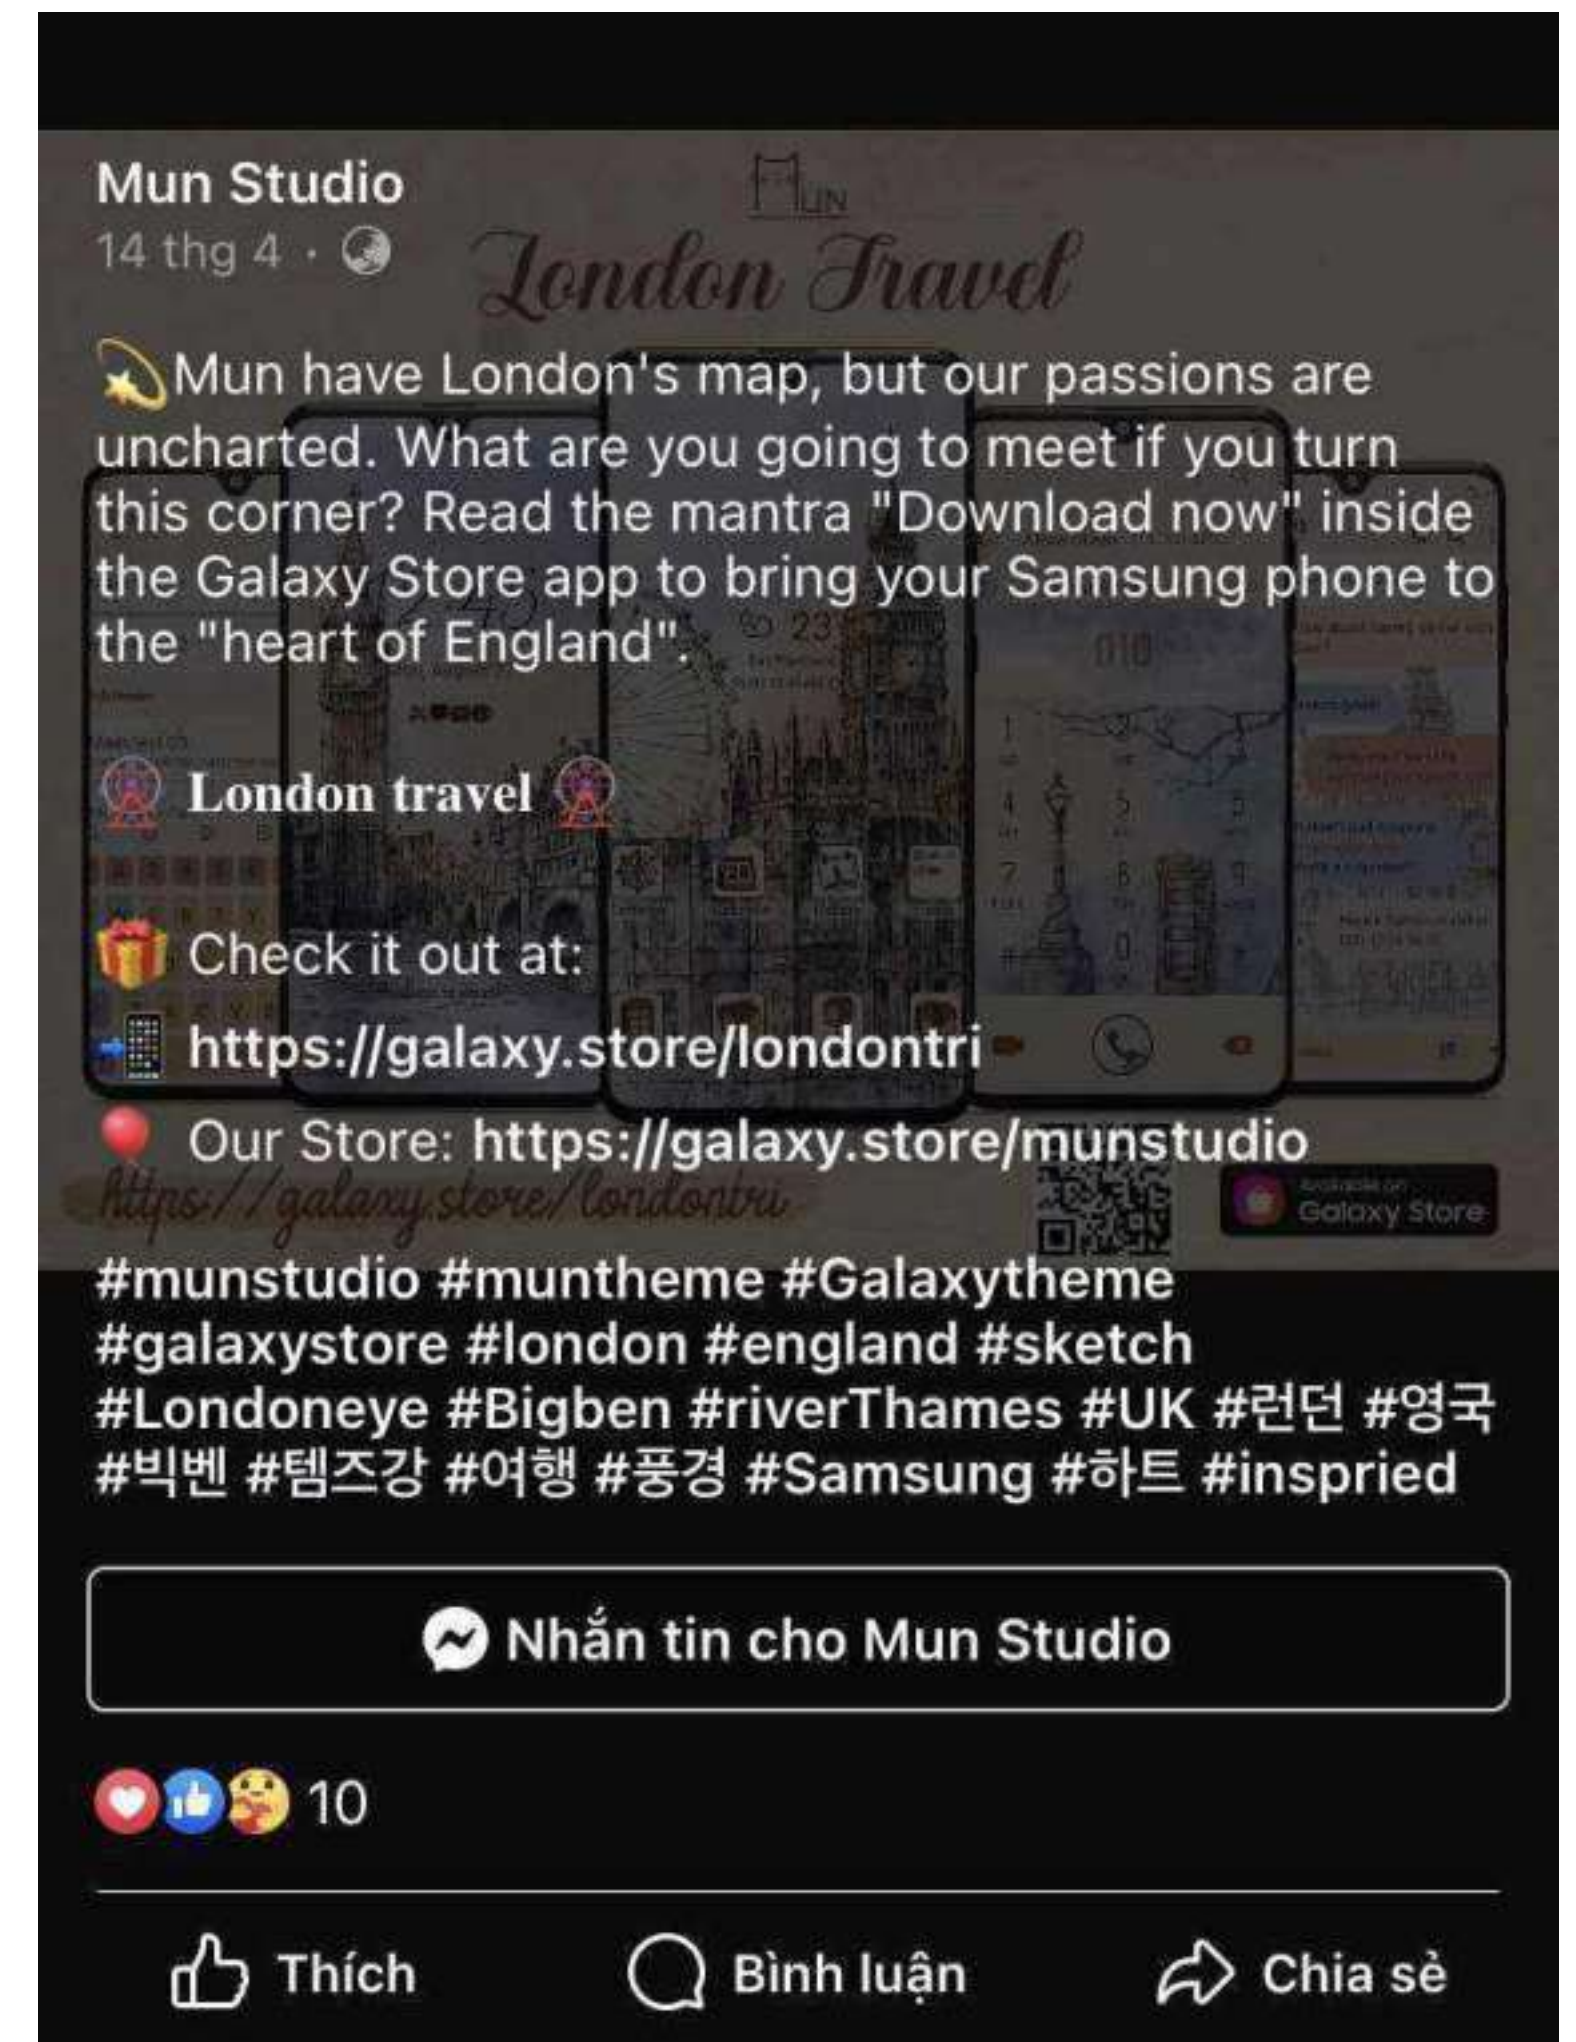 MUN
Mun Studio
14 thg 4 ·
London Travel
💫Mun have London's map, but our passions are
uncharted. What are you going to meet if you turn
this corner? Read the mantra "Download now" inside
the Galaxy Store app to bring your Samsung phone to
the "heart of England".
23
010
🎡 London travel 🎡
🎁 Check it out at:
📲 https://galaxy.store/londontri
🎈 Our Store: https://galaxy.store/munstudio
https://galaxy.store/londontri
Available on
Galaxy Store
#munstudio #muntheme #Galaxytheme
#galaxystore #london #england #sketch
#Londoneye #Bigben #riverThames #UK #런던 #영국
#빅벤 #템즈강 #여행 #풍경 #Samsung #하트 #inspried
Nhắn tin cho Mun Studio
10
Thích
Bình luận
Chia sẻ